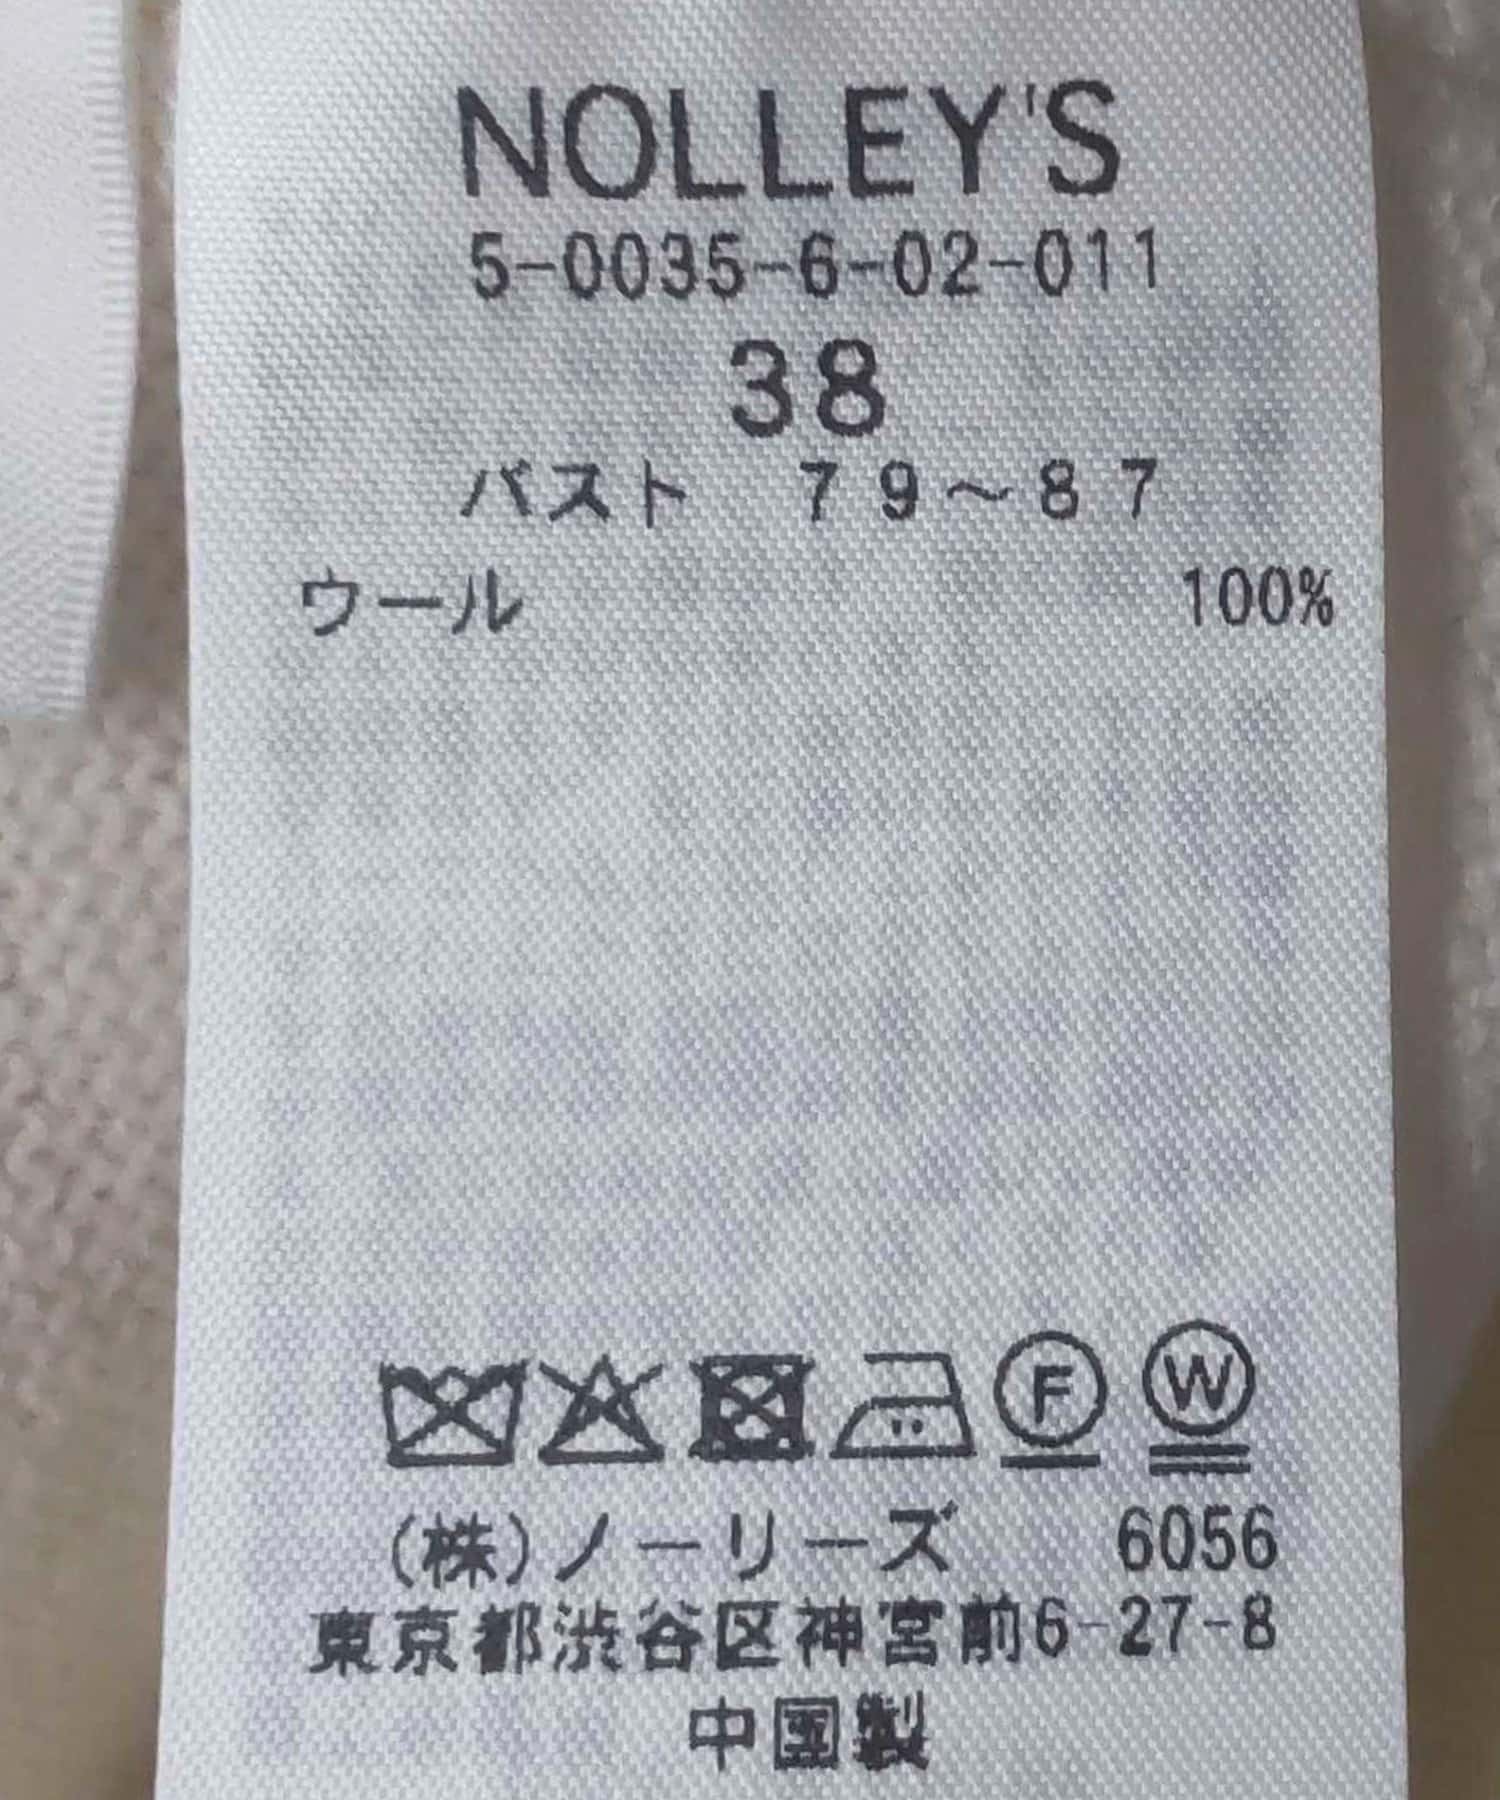 NOLLEY'S
5-0035-6-02-011
38
バスト 79~87
ウール 100%
F W
(株)ノーリーズ 6056
東京都渋谷区神宮前6-27-8
中国製